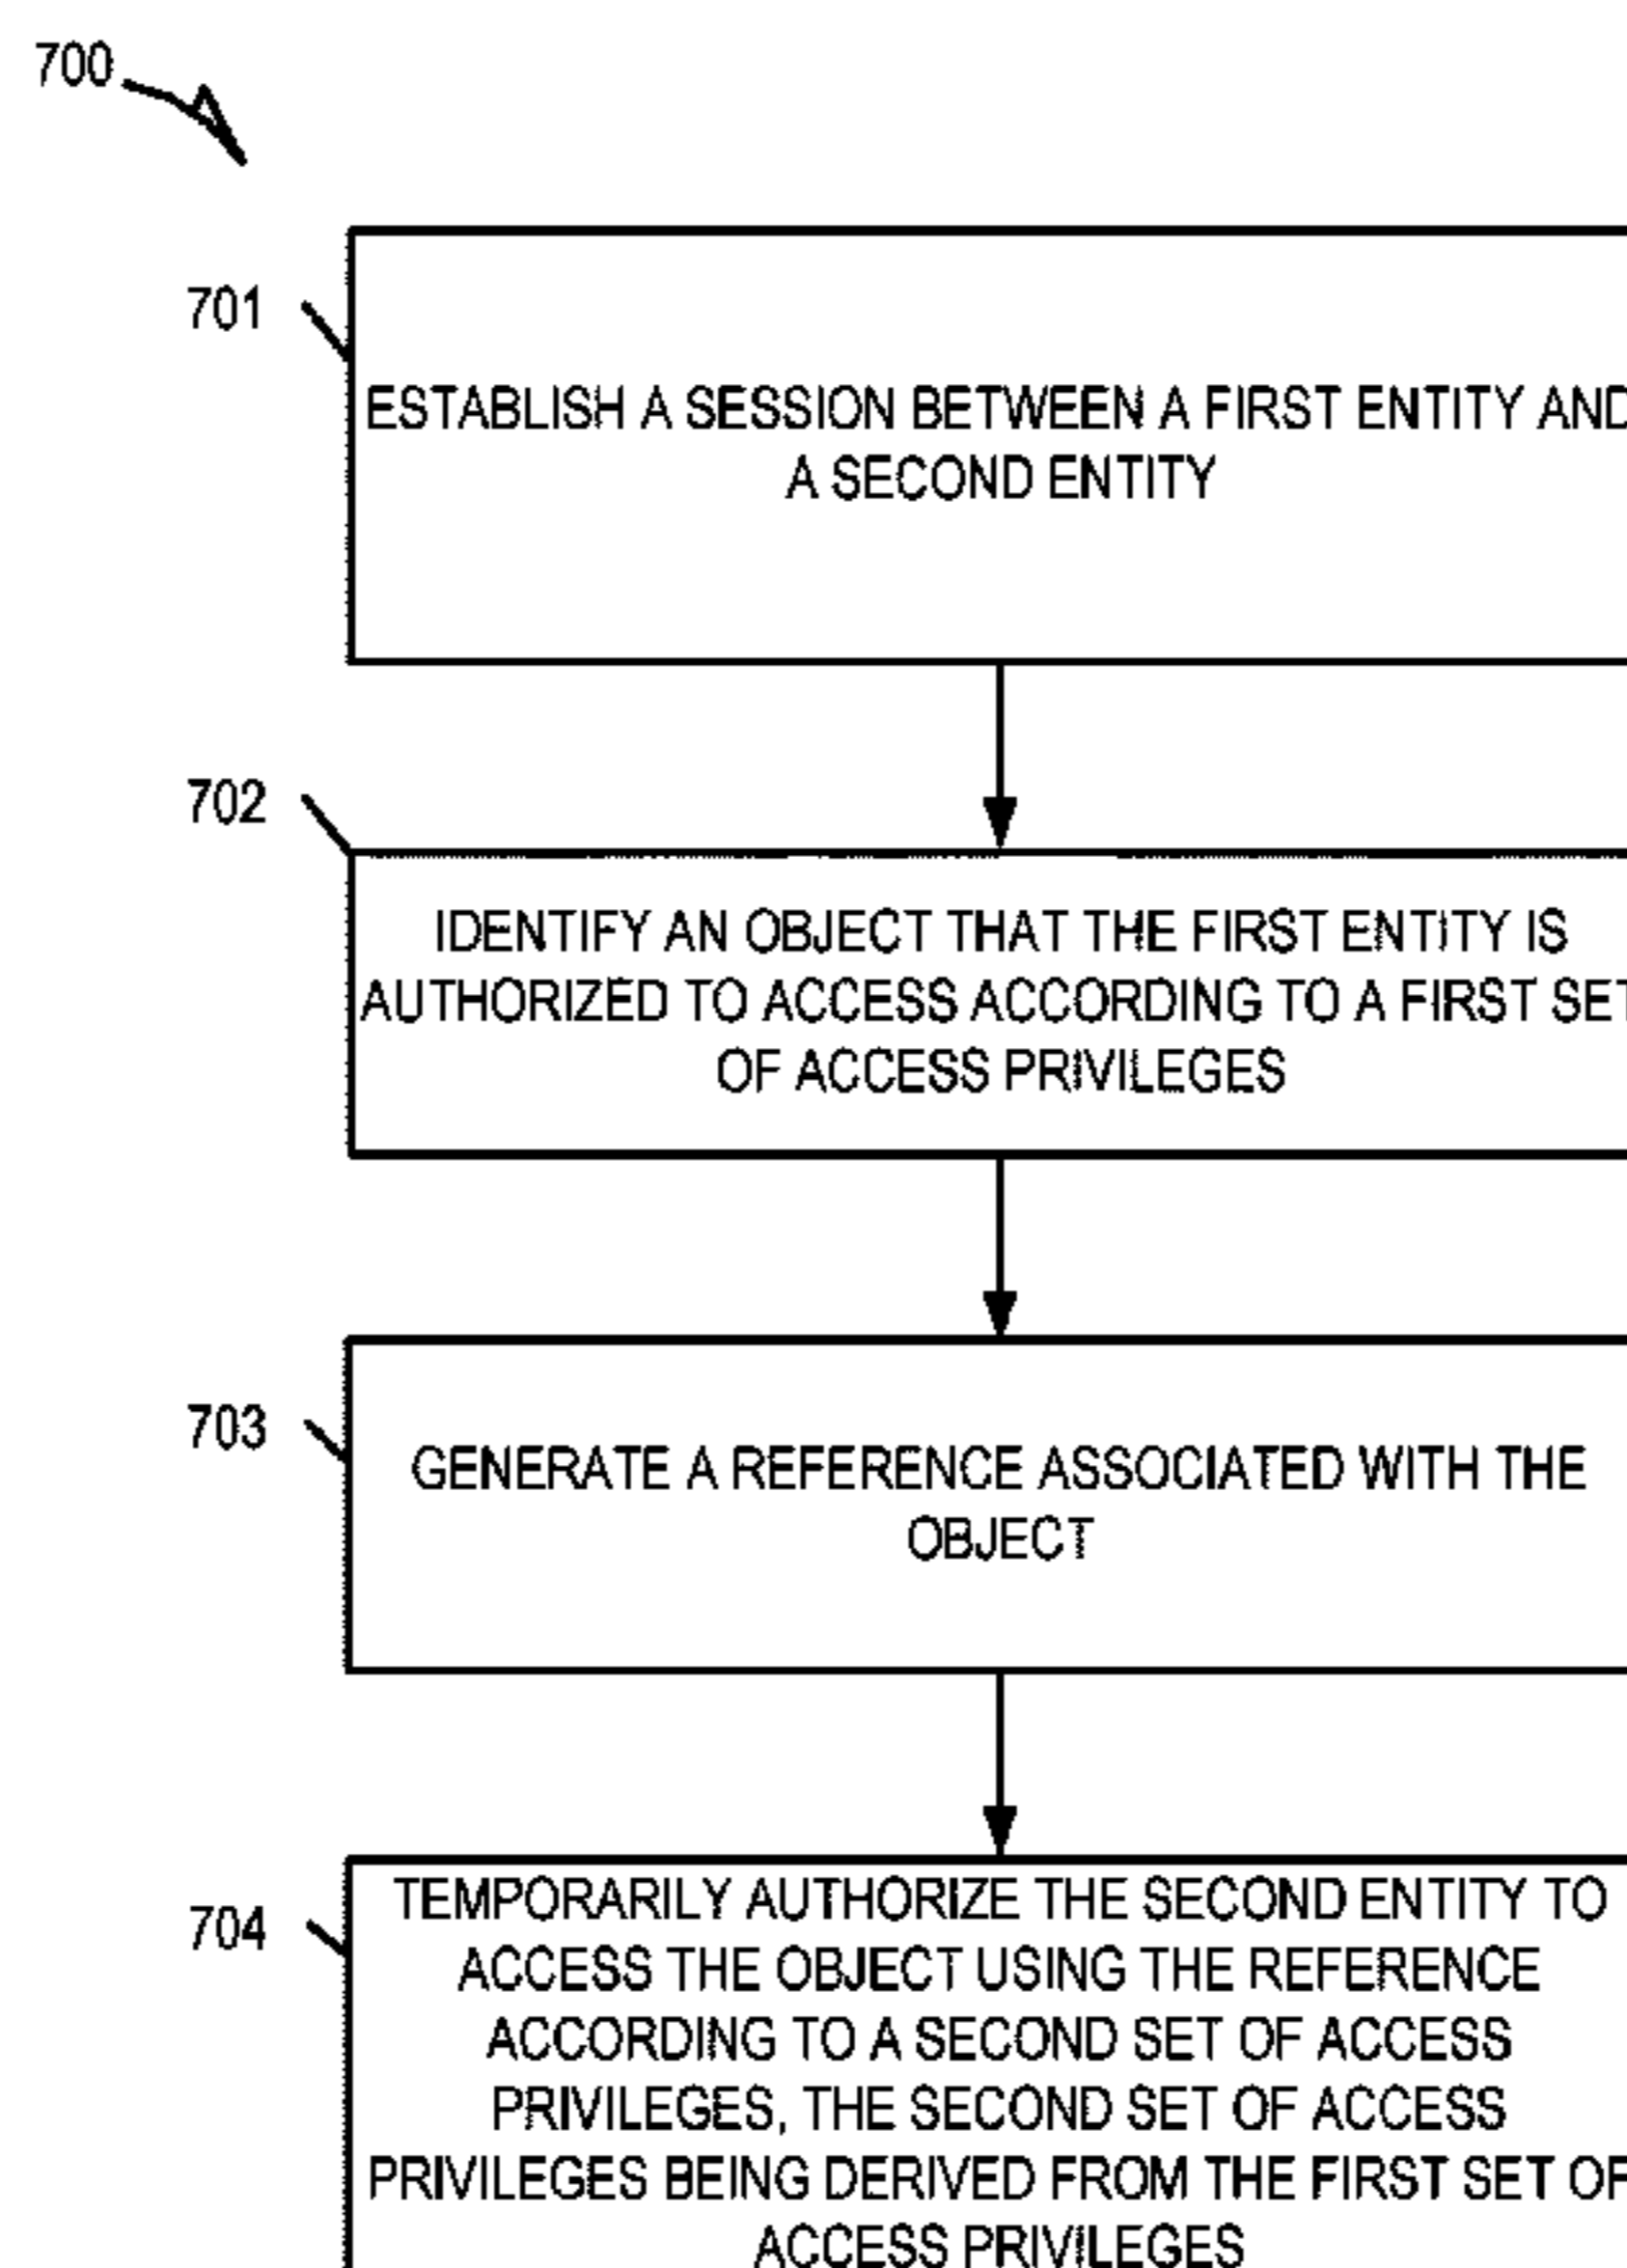 700
701
ESTABLISH A SESSION BETWEEN A FIRST ENTITY AND
A SECOND ENTITY
702
IDENTIFY AN OBJECT THAT THE FIRST ENTITY IS
AUTHORIZED TO ACCESS ACCORDING TO A FIRST SET
OF ACCESS PRIVILEGES
703
GENERATE A REFERENCE ASSOCIATED WITH THE
OBJECT
704
TEMPORARILY AUTHORIZE THE SECOND ENTITY TO
ACCESS THE OBJECT USING THE REFERENCE
ACCORDING TO A SECOND SET OF ACCESS
PRIVILEGES, THE SECOND SET OF ACCESS
PRIVILEGES BEING DERIVED FROM THE FIRST SET OF
ACCESS PRIVILEGES